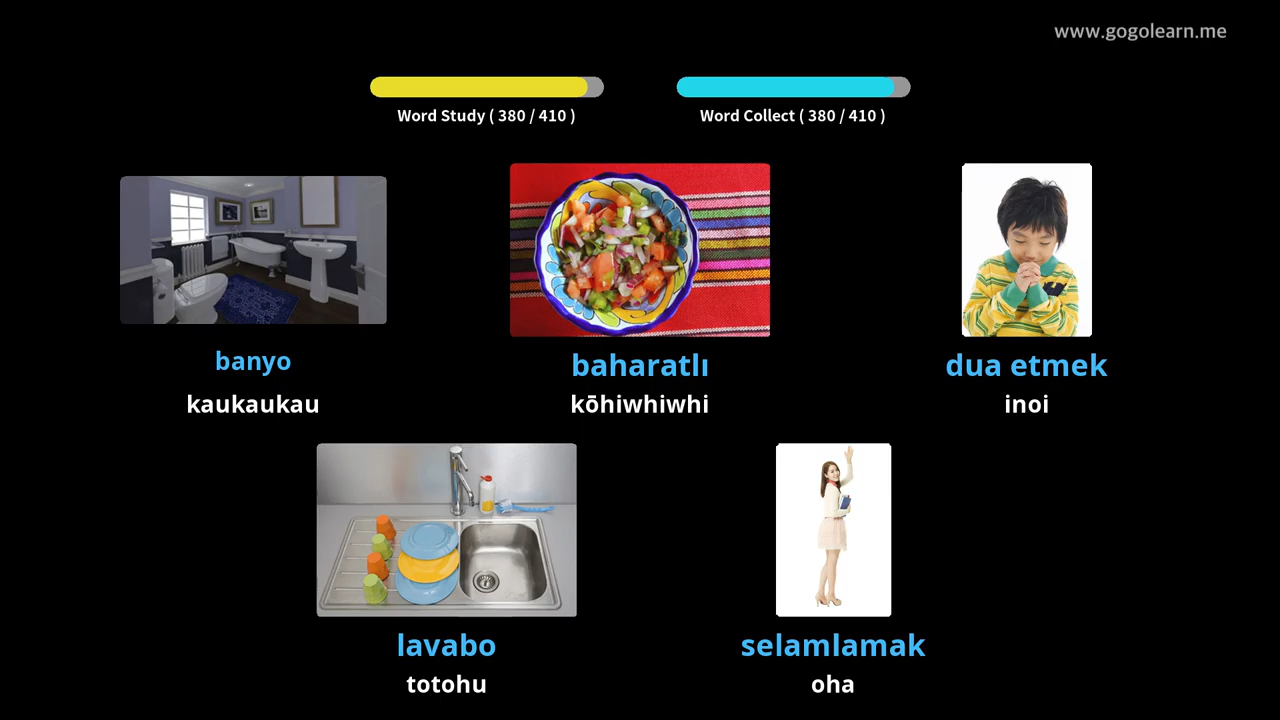 www.gogolearn.me
Word Study ( 380 / 410 )
Word Collect ( 380 / 410 )
banyo
kaukaukau
baharatlı
kōhiwhiwhi
dua etmek
inoi
lavabo
totohu
selamlamak
oha